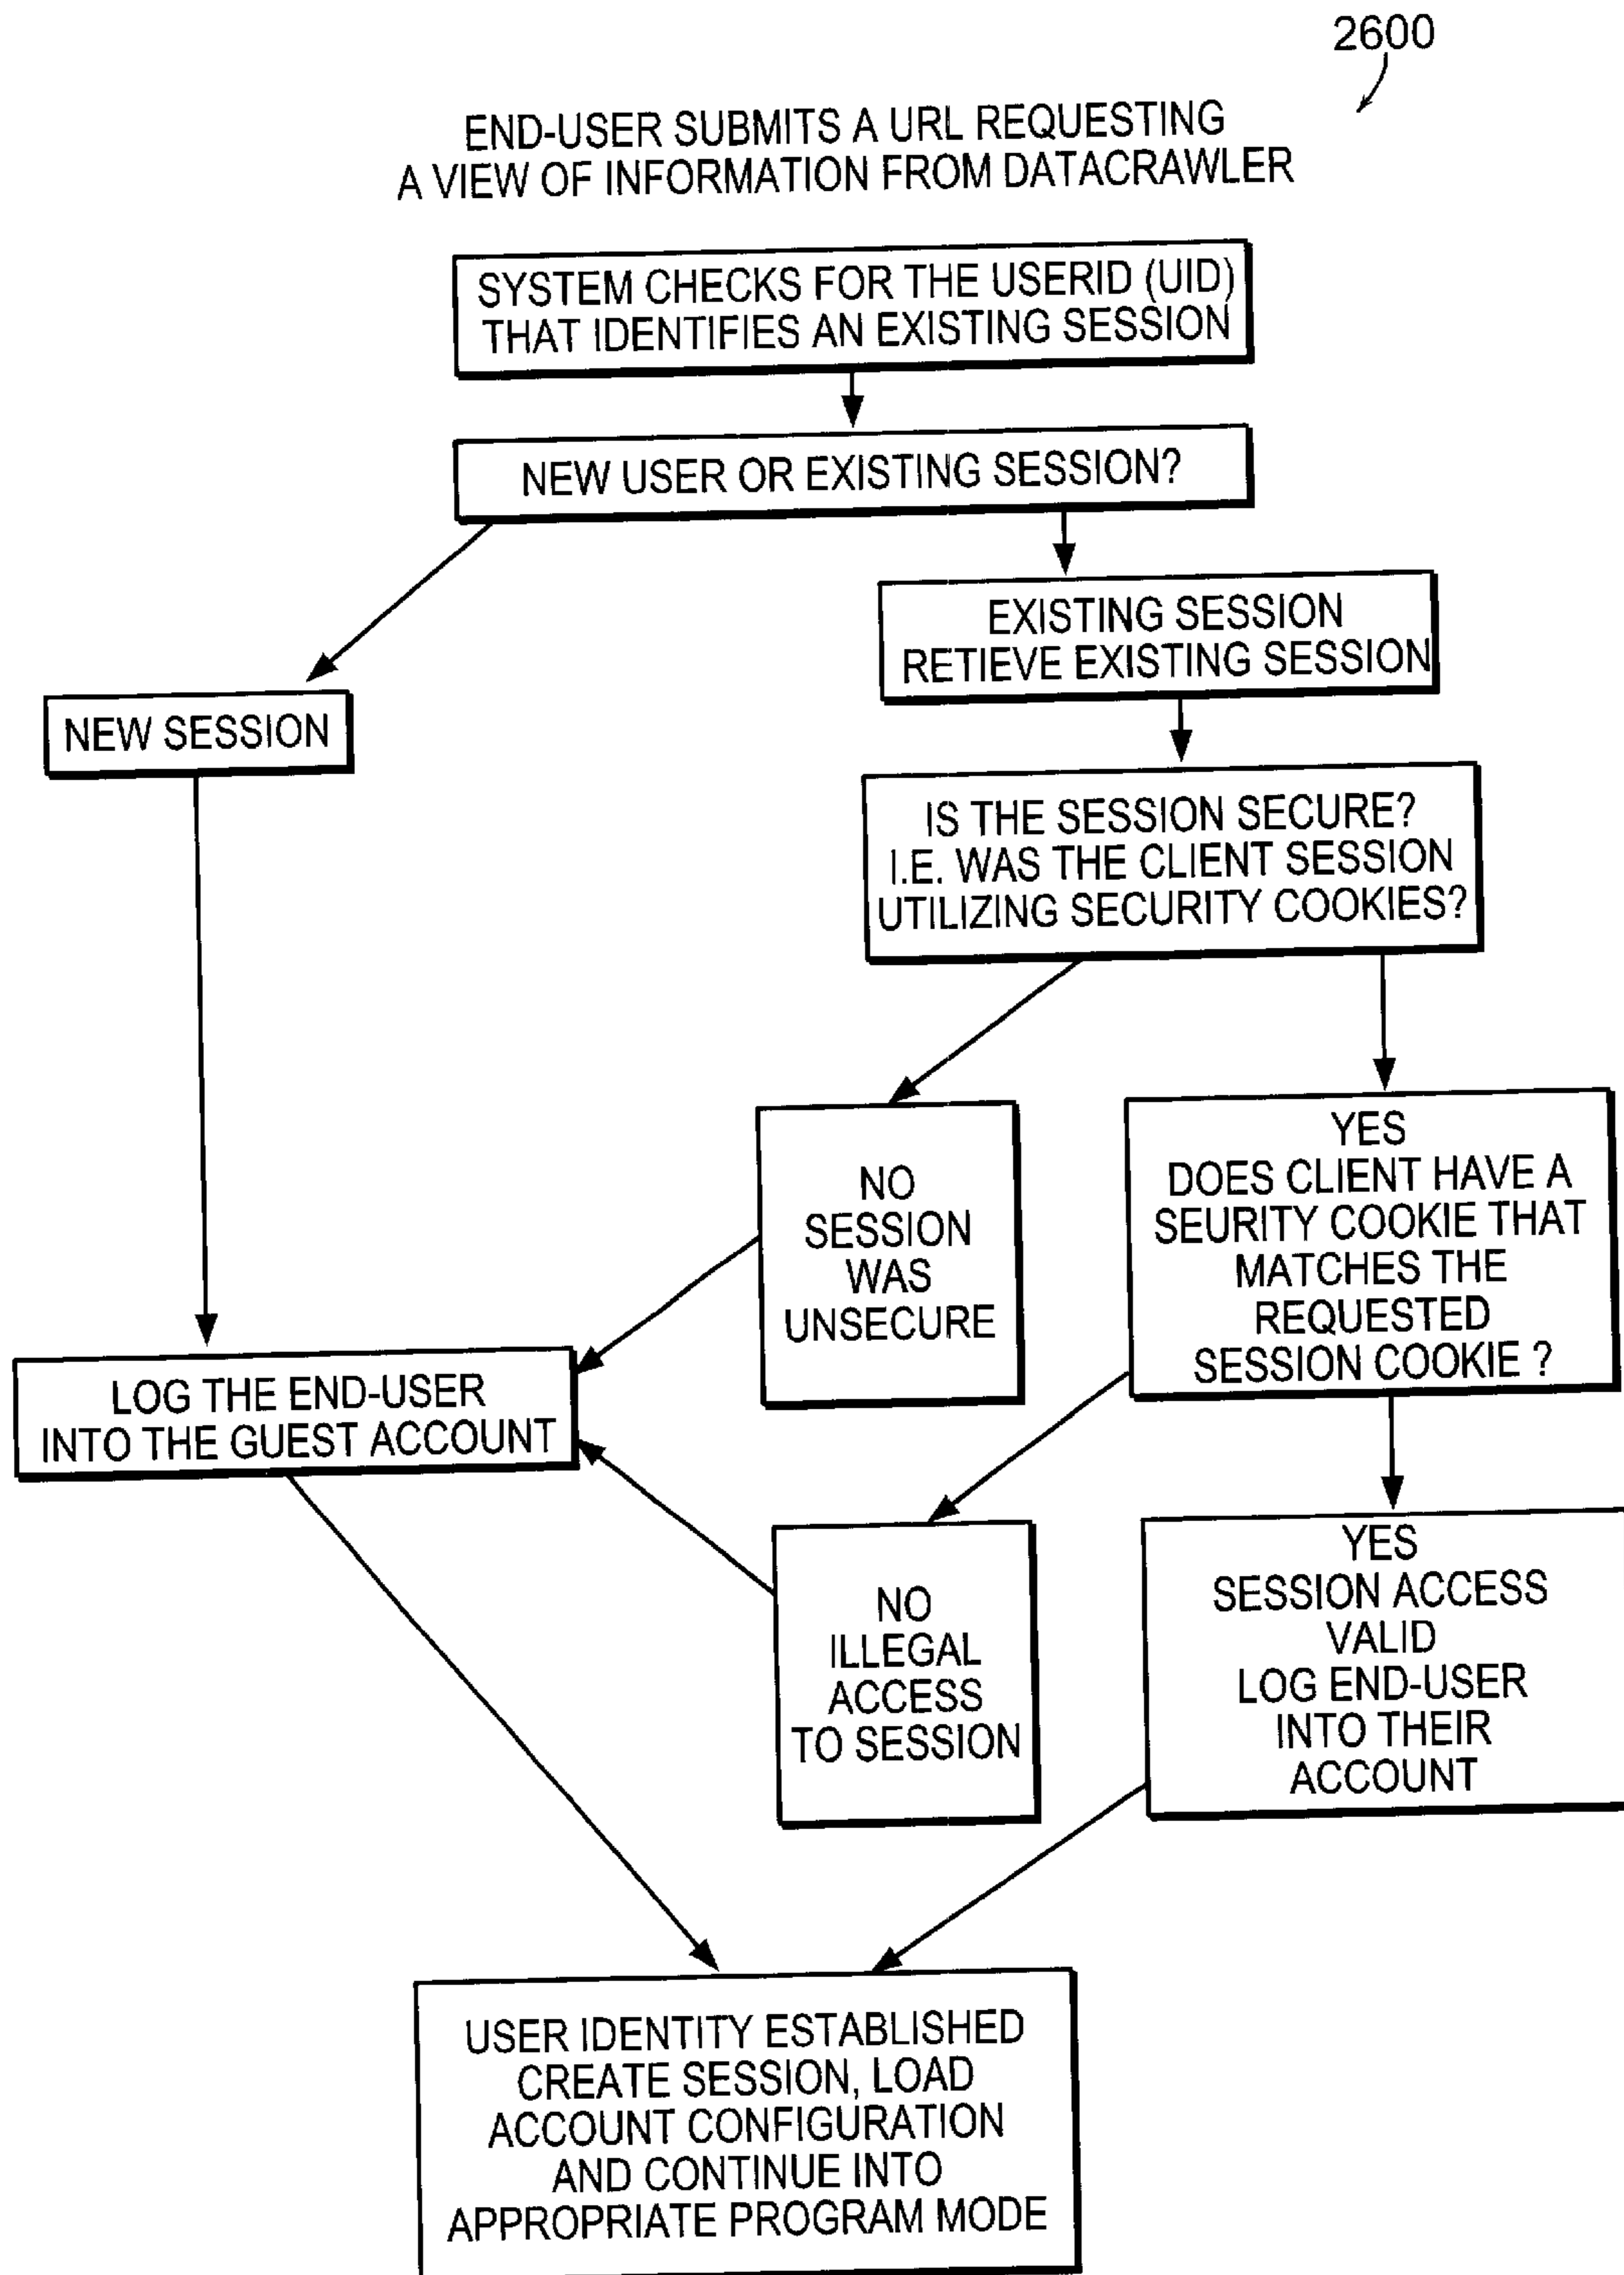 2600
END-USER SUBMITS A URL REQUESTING
A VIEW OF INFORMATION FROM DATACRAWLER
SYSTEM CHECKS FOR THE USERID (UID)
THAT IDENTIFIES AN EXISTING SESSION
NEW USER OR EXISTING SESSION?
EXISTING SESSION
RETIEVE EXISTING SESSION
NEW SESSION
IS THE SESSION SECURE?
I.E. WAS THE CLIENT SESSION
UTILIZING SECURITY COOKIES?
NO
SESSION
WAS
UNSECURE
YES
DOES CLIENT HAVE A
SEURITY COOKIE THAT
MATCHES THE
REQUESTED
SESSION COOKIE ?
LOG THE END-USER
INTO THE GUEST ACCOUNT
NO
ILLEGAL
ACCESS
TO SESSION
YES
SESSION ACCESS
VALID
LOG END-USER
INTO THEIR
ACCOUNT
USER IDENTITY ESTABLISHED
CREATE SESSION, LOAD
ACCOUNT CONFIGURATION
AND CONTINUE INTO
APPROPRIATE PROGRAM MODE